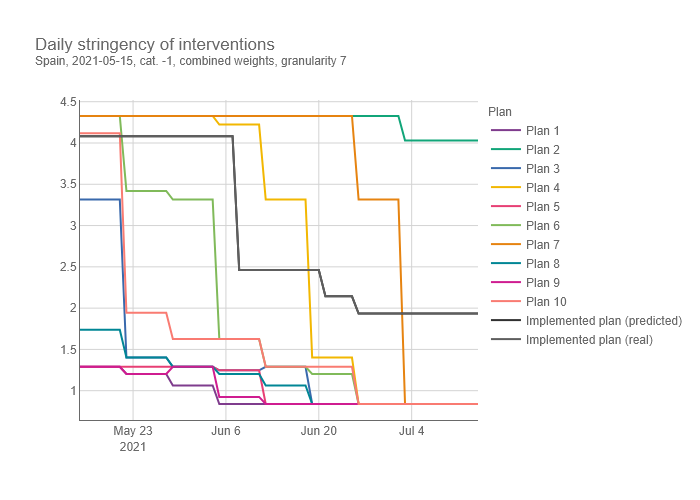 Daily stringency of interventions
Spain, 2021-05-15, cat. -1, combined weights, granularity 7
4.5
4
3.5
3
2.5
2
1.5
1
May 23
2021
Jun 6
Jun 20
Jul 4
Plan
Plan 1
Plan 2
Plan 3
Plan 4
Plan 5
Plan 6
Plan 7
Plan 8
Plan 9
Plan 10
Implemented plan (predicted)
Implemented plan (real)